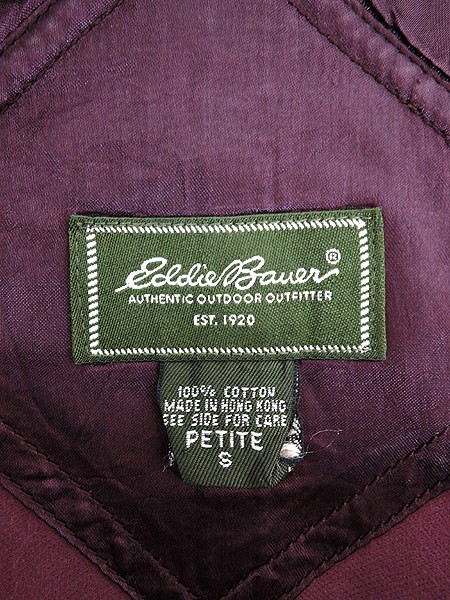 Eddie Bauer ®
AUTHENTIC OUTDOOR OUTFITTER
EST. 1920
100% COTTON
MADE IN HONG KONG
SEE SIDE FOR CARE
PETITE
S